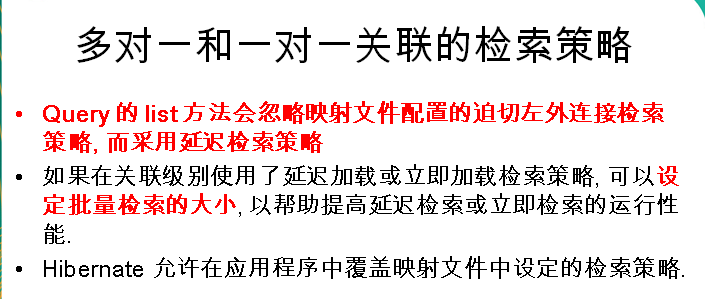 多对一和一对一关联的检索策略
• Query 的 list 方法会忽略映射文件配置的迫切左外连接检索
策略, 而采用延迟检索策略
• 如果在关联级别使用了延迟加载或立即加载检索策略, 可以设
定批量检索的大小, 以帮助提高延迟检索或立即检索的运行性
能.
• Hibernate 允许在应用程序中覆盖映射文件中设定的检索策略.